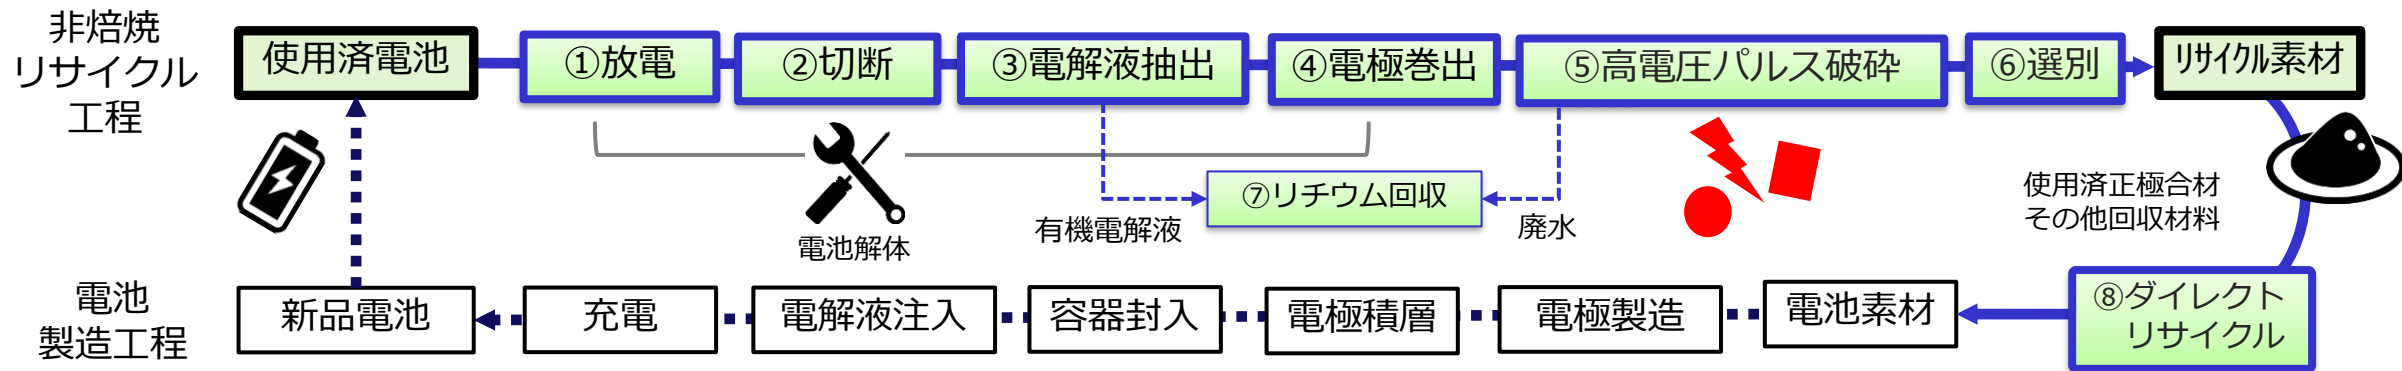 非焙焼
リサイクル
工程
使用済電池
①放電
②切断
③電解液抽出
④電極巻出
⑤高電圧パルス破砕
⑥選別
ﾘｻｲｸﾙ素材
電池解体
有機電解液
⑦リチウム回収
廃水
使用済正極合材
その他回収材料
電池
製造工程
新品電池
充電
電解液注入
容器封入
電極積層
電極製造
電池素材
⑧ダイレクト
リサイクル